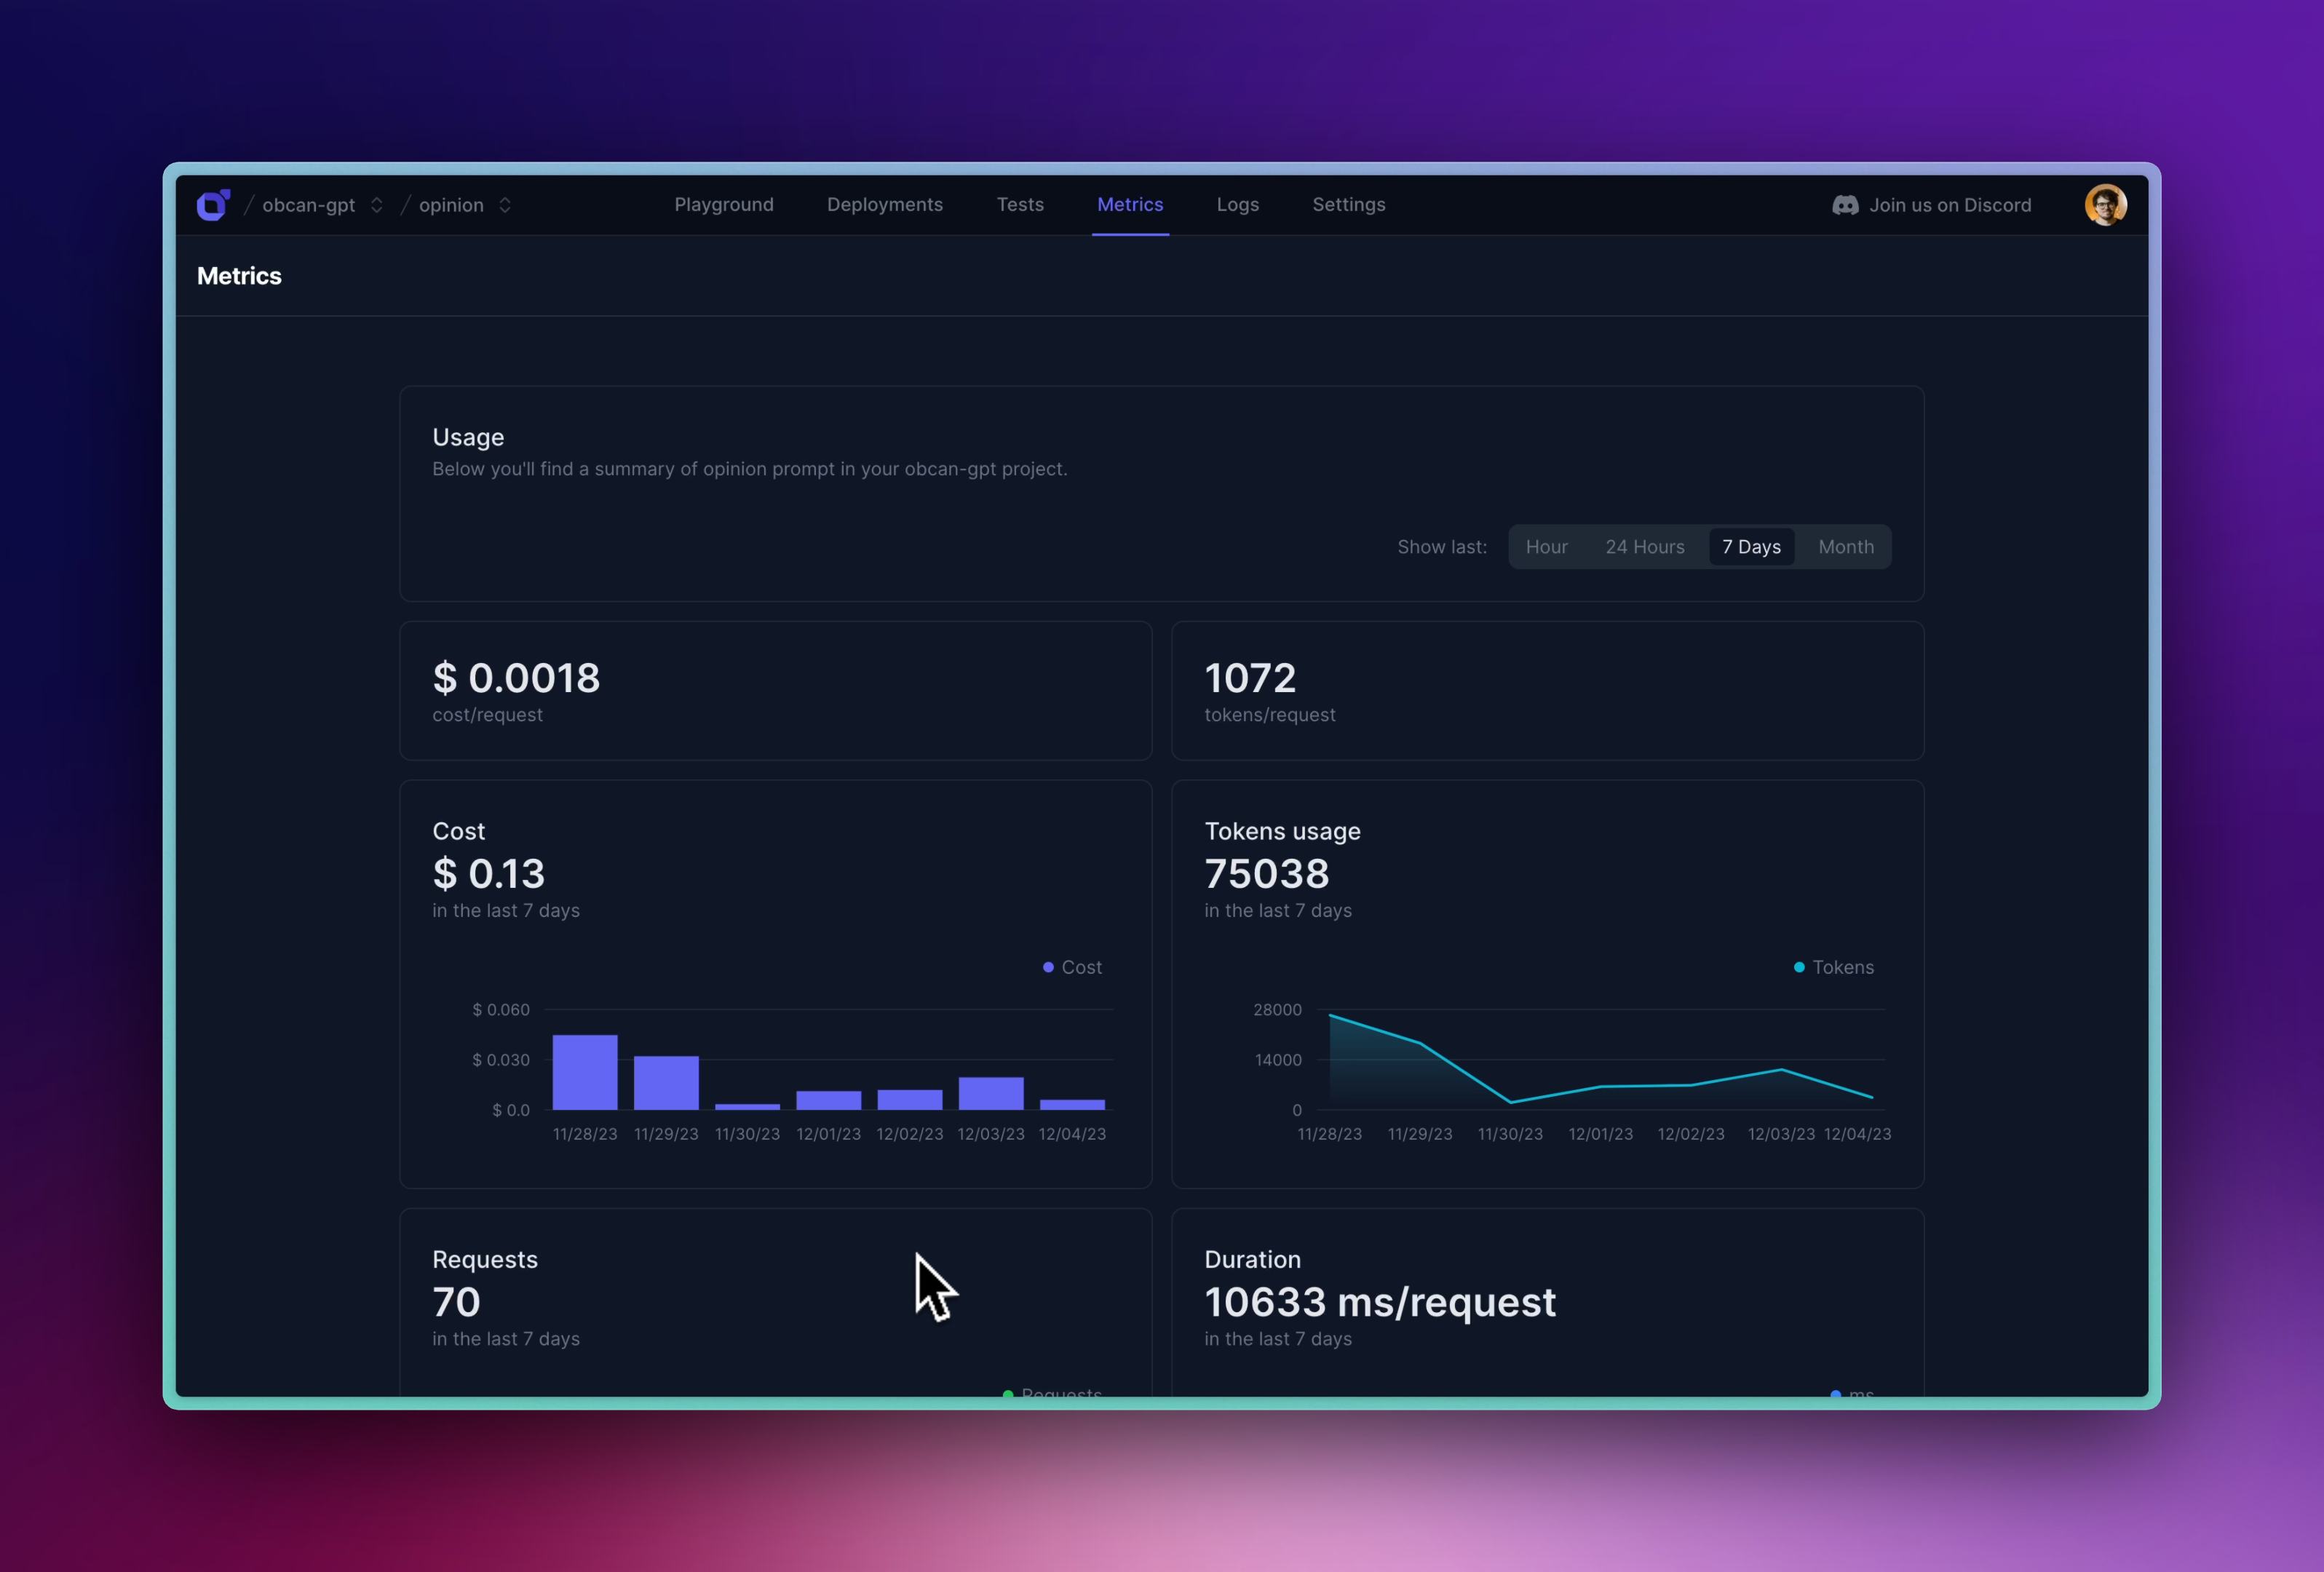 / obcan-gpt / opinion Playground Deployments Tests Metrics Logs Settings Join us on Discord
Metrics
Usage
Below you'll find a summary of opinion prompt in your obcan-gpt project.
Show last: Hour 24 Hours 7 Days Month
$ 0.0018
cost/request
1072
tokens/request
Cost
$ 0.13
in the last 7 days
Cost
$ 0.060
$ 0.030
$ 0.0
11/28/23 11/29/23 11/30/23 12/01/23 12/02/23 12/03/23 12/04/23
Tokens usage
75038
in the last 7 days
Tokens
28000
14000
0
11/28/23 11/29/23 11/30/23 12/01/23 12/02/23 12/03/23 12/04/23
Requests
70
in the last 7 days
Requests
Duration
10633 ms/request
in the last 7 days
ms